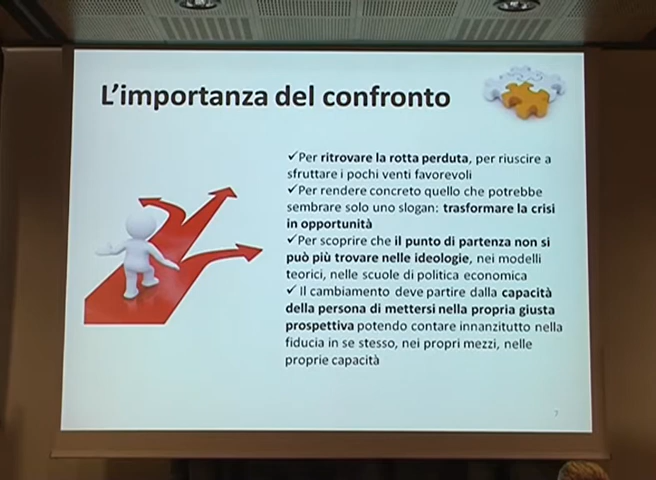 L'importanza del confronto
✓Per ritrovare la rotta perduta, per riuscire a
sfruttare i pochi venti favorevoli
✓Per rendere concreto quello che potrebbe
sembrare solo uno slogan: trasformare la crisi
in opportunità
✓Per scoprire che il punto di partenza non si
può più trovare nelle ideologie, nei modelli
teorici, nelle scuole di politica economica
✓ Il cambiamento deve partire dalla capacità
della persona di mettersi nella propria giusta
prospettiva potendo contare innanzitutto nella
fiducia in se stesso, nei propri mezzi, nelle
proprie capacità
7